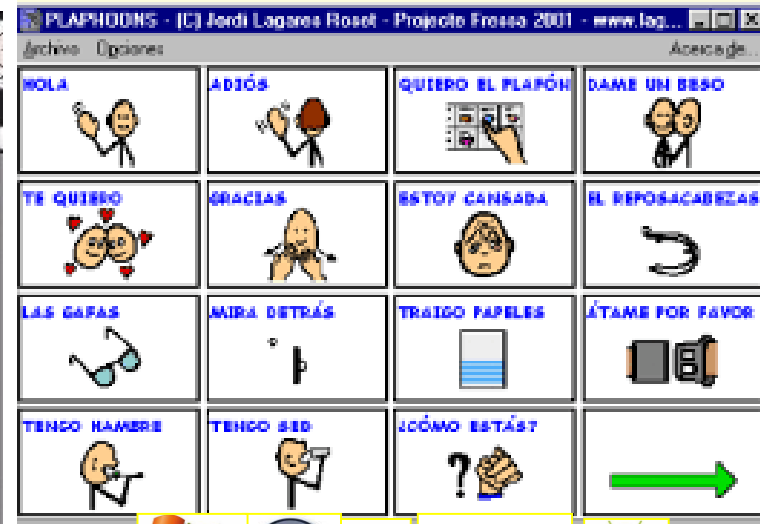 PLAPHOONS - (C) Jordi Lagares Roset - Projecte Fressa 2001 - www.lag...
Archivo Opciones Acerca de...
HOLA ADIÓS QUIERO EL PLAFÓN DAME UN BESO
TE QUIERO GRACIAS ESTOY CANSADA EL REPOSACABEZAS
LAS GAFAS MIRA DETRÁS TRAIGO PAPELES ÁTAME POR FAVOR
TENGO HAMBRE TENGO SED ¿CÓMO ESTÁS?